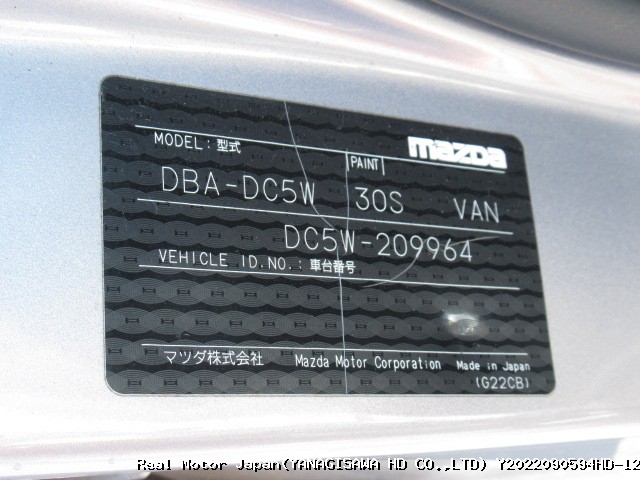 mazda
MODEL : 型式 PAINT
DBA-DC5W 30S VAN
DC5W-209964
VEHICLE ID.NO. : 車台番号
マツダ株式会社 Mazda Motor Corporation Made in Japan
(G22CB)
Real Motor Japan(YANAGISAWA HD CO.,LTD) Y2022090594HD-12